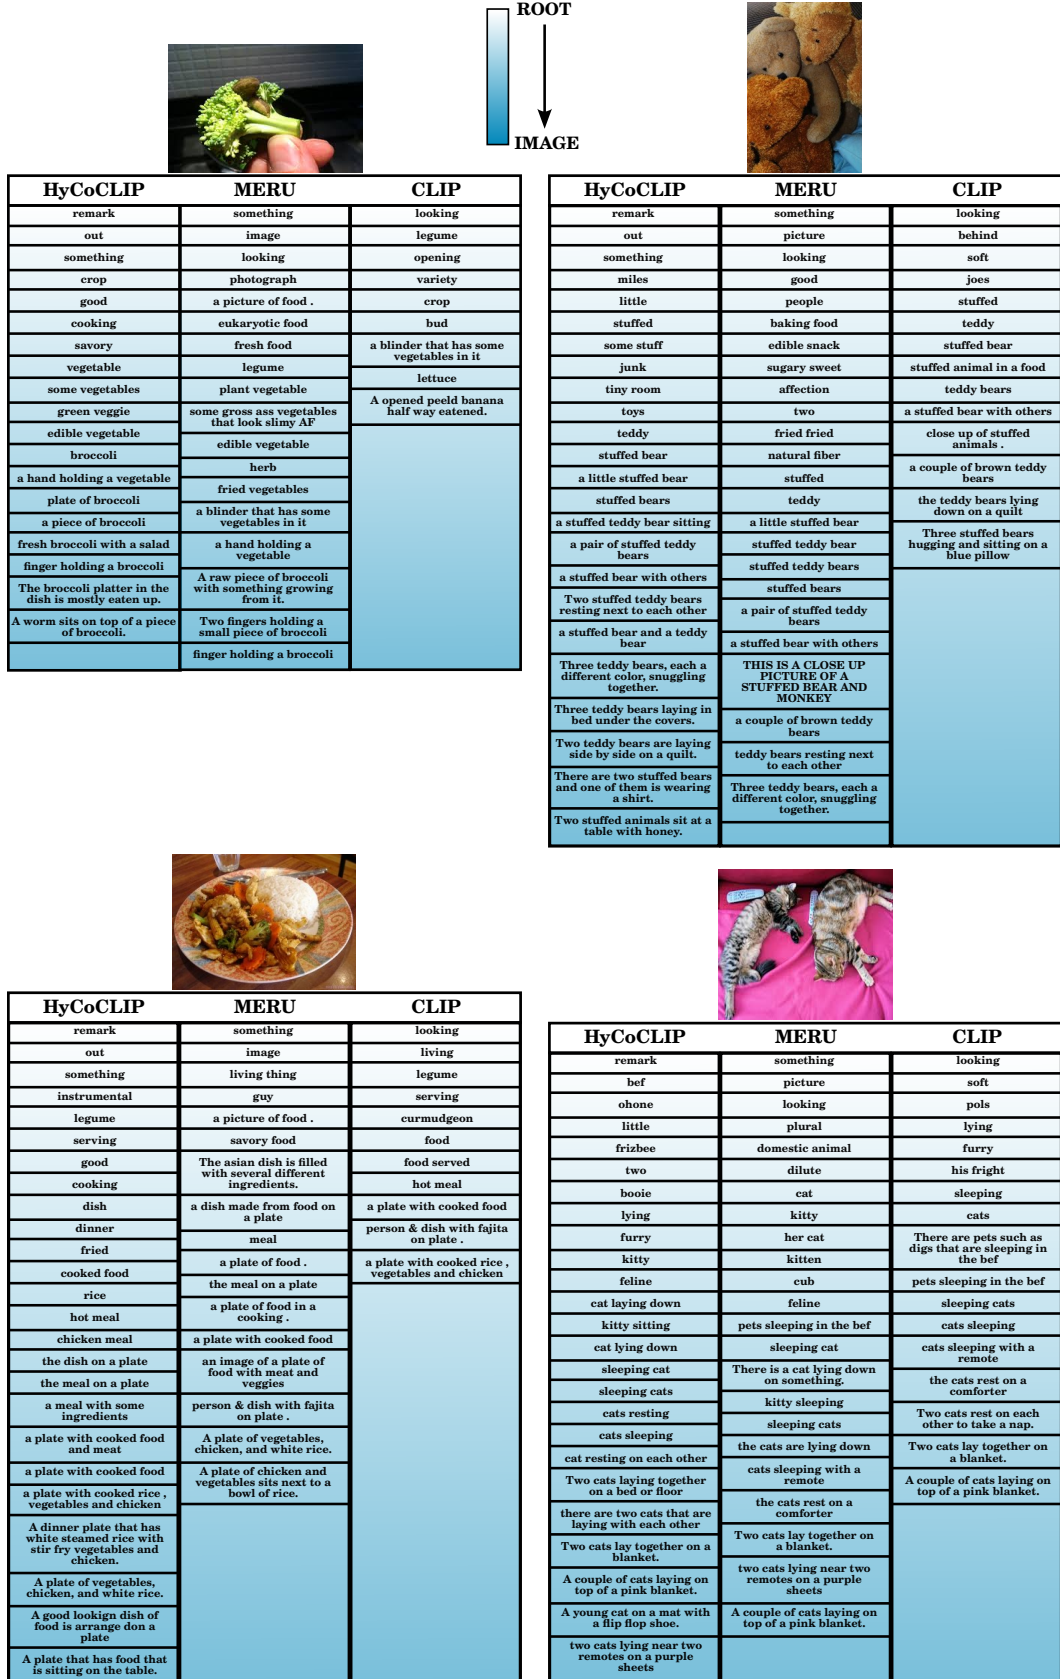 ROOT
IMAGE
HyCoCLIP
remark
out
something
crop
good
cooking
savory
vegetable
some vegetables
green veggie
edible vegetable
broccoli
a hand holding a vegetable
plate of broccoli
a piece of broccoli
fresh broccoli with a salad
finger holding a broccoli
The broccoli platter in the
dish is mostly eaten up.
A worm sits on top of a piece
of broccoli.
MERU
something
image
looking
photograph
a picture of food .
eukaryotic food
fresh food
legume
plant vegetable
some gross ass vegetables
that look slimy AF
edible vegetable
herb
fried vegetables
a blinder that has some
vegetables in it
a hand holding a
vegetable
A raw piece of broccoli
with something growing
from it.
Two fingers holding a
small piece of broccoli
finger holding a broccoli
CLIP
looking
legume
opening
variety
crop
bud
a blinder that has some
vegetables in it
lettuce
A opened peeld banana
half way eatened.
HyCoCLIP
remark
out
something
miles
little
stuffed
some stuff
junk
tiny room
toys
teddy
stuffed bear
a little stuffed bear
stuffed bears
a stuffed teddy bear sitting
a pair of stuffed teddy
bears
a stuffed bear with others
Two stuffed teddy bears
resting next to each other
a stuffed bear and a teddy
bear
Three teddy bears, each a
different color, snuggling
together.
Three teddy bears laying in
bed under the covers.
Two teddy bears are laying
side by side on a quilt.
There are two stuffed bears
and one of them is wearing
a shirt.
Two stuffed animals sit at a
table with honey.
MERU
something
picture
looking
good
people
baking food
edible snack
sugary sweet
affection
two
fried fried
natural fiber
stuffed
teddy
a little stuffed bear
stuffed teddy bear
stuffed teddy bears
stuffed bears
a pair of stuffed teddy
bears
a stuffed bear with others
THIS IS A CLOSE UP
PICTURE OF A
STUFFED BEAR AND
MONKEY
a couple of brown teddy
bears
teddy bears resting next
to each other
Three teddy bears, each a
different color, snuggling
together.
CLIP
looking
behind
soft
joes
stuffed
teddy
stuffed bear
stuffed animal in a food
teddy bears
a stuffed bear with others
close up of stuffed
animals .
a couple of brown teddy
bears
the teddy bears lying
down on a quilt
Three stuffed bears
hugging and sitting on a
blue pillow
HyCoCLIP
remark
out
something
instrumental
legume
serving
good
cooking
dish
dinner
fried
cooked food
rice
hot meal
chicken meal
the dish on a plate
the meal on a plate
a meal with some
ingredients
a plate with cooked food
and meat
a plate with cooked food
a plate with cooked rice ,
vegetables and chicken
A dinner plate that has
white steamed rice with
stir fry vegetables and
chicken.
A plate of vegetables,
chicken, and white rice.
A good lookign dish of
food is arrange don a
plate
A plate that has food that
is sitting on the table.
MERU
something
image
living thing
guy
a picture of food .
savory food
The asian dish is filled
with several different
ingredients.
a dish made from food on
a plate
meal
a plate of food .
the meal on a plate
a plate of food in a
cooking .
a plate with cooked food
an image of a plate of
food with meat and
veggies
person & dish with fajita
on plate .
A plate of vegetables,
chicken, and white rice.
A plate of chicken and
vegetables sits next to a
bowl of rice.
CLIP
looking
living
legume
serving
curmudgeon
food
food served
hot meal
a plate with cooked food
person & dish with fajita
on plate .
a plate with cooked rice ,
vegetables and chicken
HyCoCLIP
remark
bef
ohone
little
frizbee
two
booie
lying
furry
kitty
feline
cat laying down
kitty sitting
cat lying down
sleeping cat
sleeping cats
cats resting
cats sleeping
cat resting on each other
Two cats laying together
on a bed or floor
there are two cats that are
laying with each other
Two cats lay together on a
blanket.
A couple of cats laying on
top of a pink blanket.
A young cat on a mat with
a flip flop shoe.
two cats lying near two
remotes on a purple
sheets
MERU
something
picture
looking
plural
domestic animal
dilute
cat
kitty
her cat
kitten
cub
feline
pets sleeping in the bef
sleeping cat
There is a cat lying down
on something.
kitty sleeping
sleeping cats
the cats are lying down
cats sleeping with a
remote
the cats rest on a
comforter
Two cats lay together on
a blanket.
two cats lying near two
remotes on a purple
sheets
A couple of cats laying on
top of a pink blanket.
CLIP
looking
soft
pols
lying
furry
his fright
sleeping
cats
There are pets such as
digs that are sleeping in
the bef
pets sleeping in the bef
sleeping cats
cats sleeping
cats sleeping with a
remote
the cats rest on a
comforter
Two cats rest on each
other to take a nap.
Two cats lay together on
a blanket.
A couple of cats laying on
top of a pink blanket.